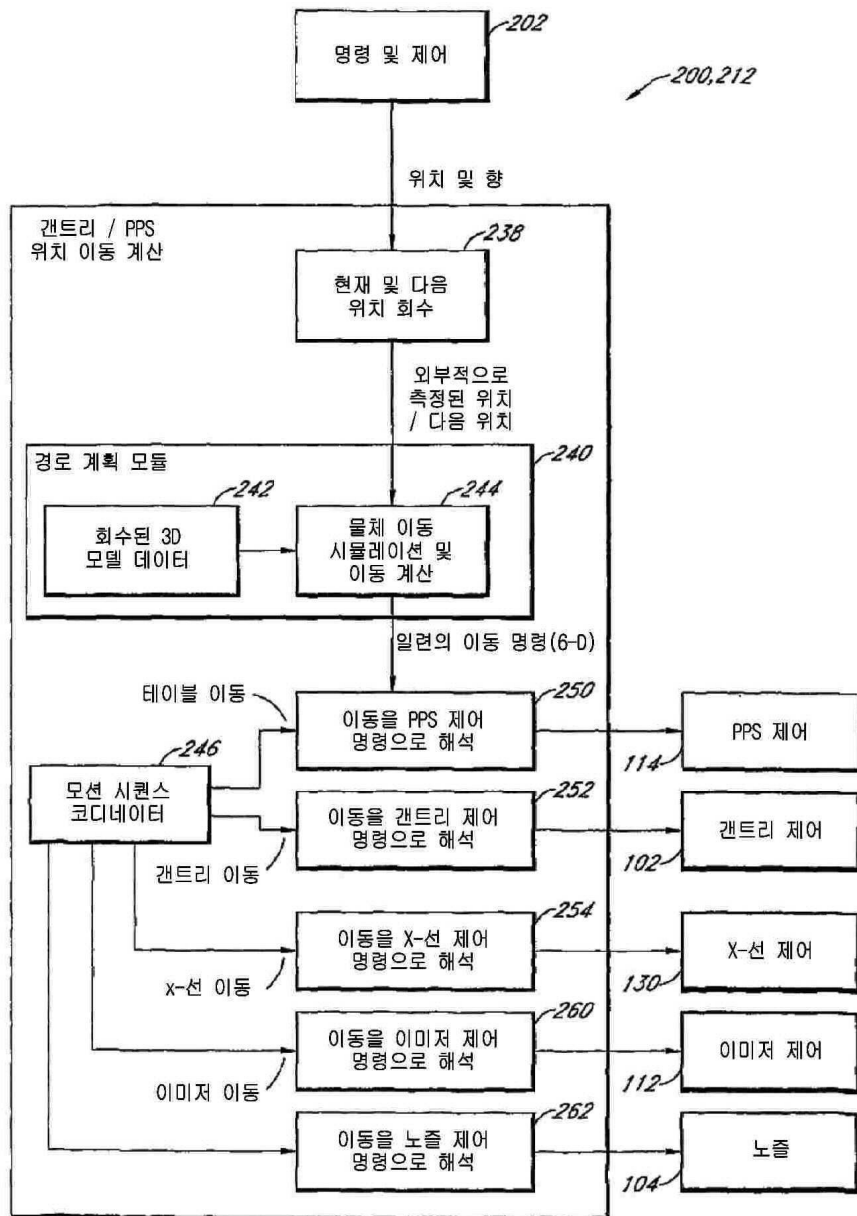 202
명령 및 제어
200,212
위치 및 향
갠트리 / PPS
위치 이동 계산
238
현재 및 다음
위치 회수
외부적으로
측정된 위치
/ 다음 위치
경로 계획 모듈
240
242
244
회수된 3D
모델 데이터
물체 이동
시뮬레이션 및
이동 계산
일련의 이동 명령(6-D)
테이블 이동
250
이동을 PPS 제어
명령으로 해석
PPS 제어
114
246
모션 시퀀스
코디네이터
252
이동을 갠트리 제어
명령으로 해석
갠트리 제어
102
갠트리 이동
254
이동을 X-선 제어
명령으로 해석
X-선 제어
130
x-선 이동
260
이동을 이미저 제어
명령으로 해석
이미저 제어
112
이미저 이동
262
이동을 노즐 제어
명령으로 해석
노즐
104